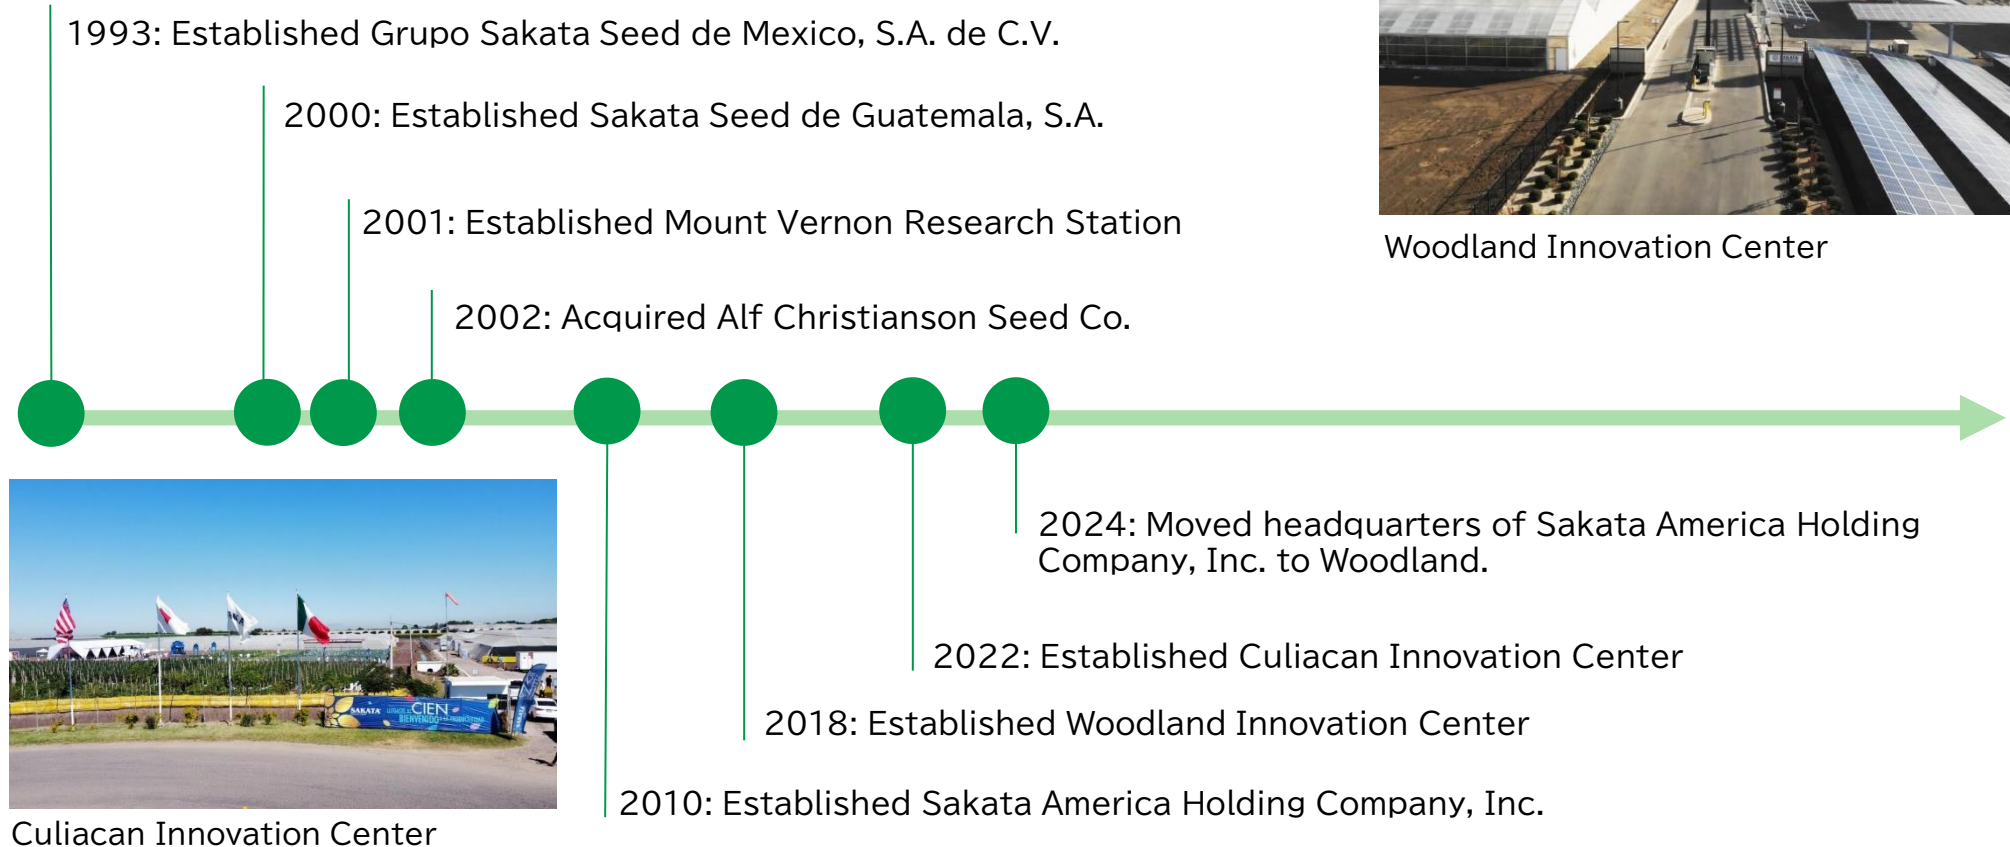 1993: Established Grupo Sakata Seed de Mexico, S.A. de C.V.
2000: Established Sakata Seed de Guatemala, S.A.
2001: Established Mount Vernon Research Station
Woodland Innovation Center
2002: Acquired Alf Christianson Seed Co.
2024: Moved headquarters of Sakata America Holding
Company, Inc. to Woodland.
2022: Established Culiacan Innovation Center
SAKATA
CIEN
BIENVENIDO
2018: Established Woodland Innovation Center
2010: Established Sakata America Holding Company, Inc.
Culiacan Innovation Center